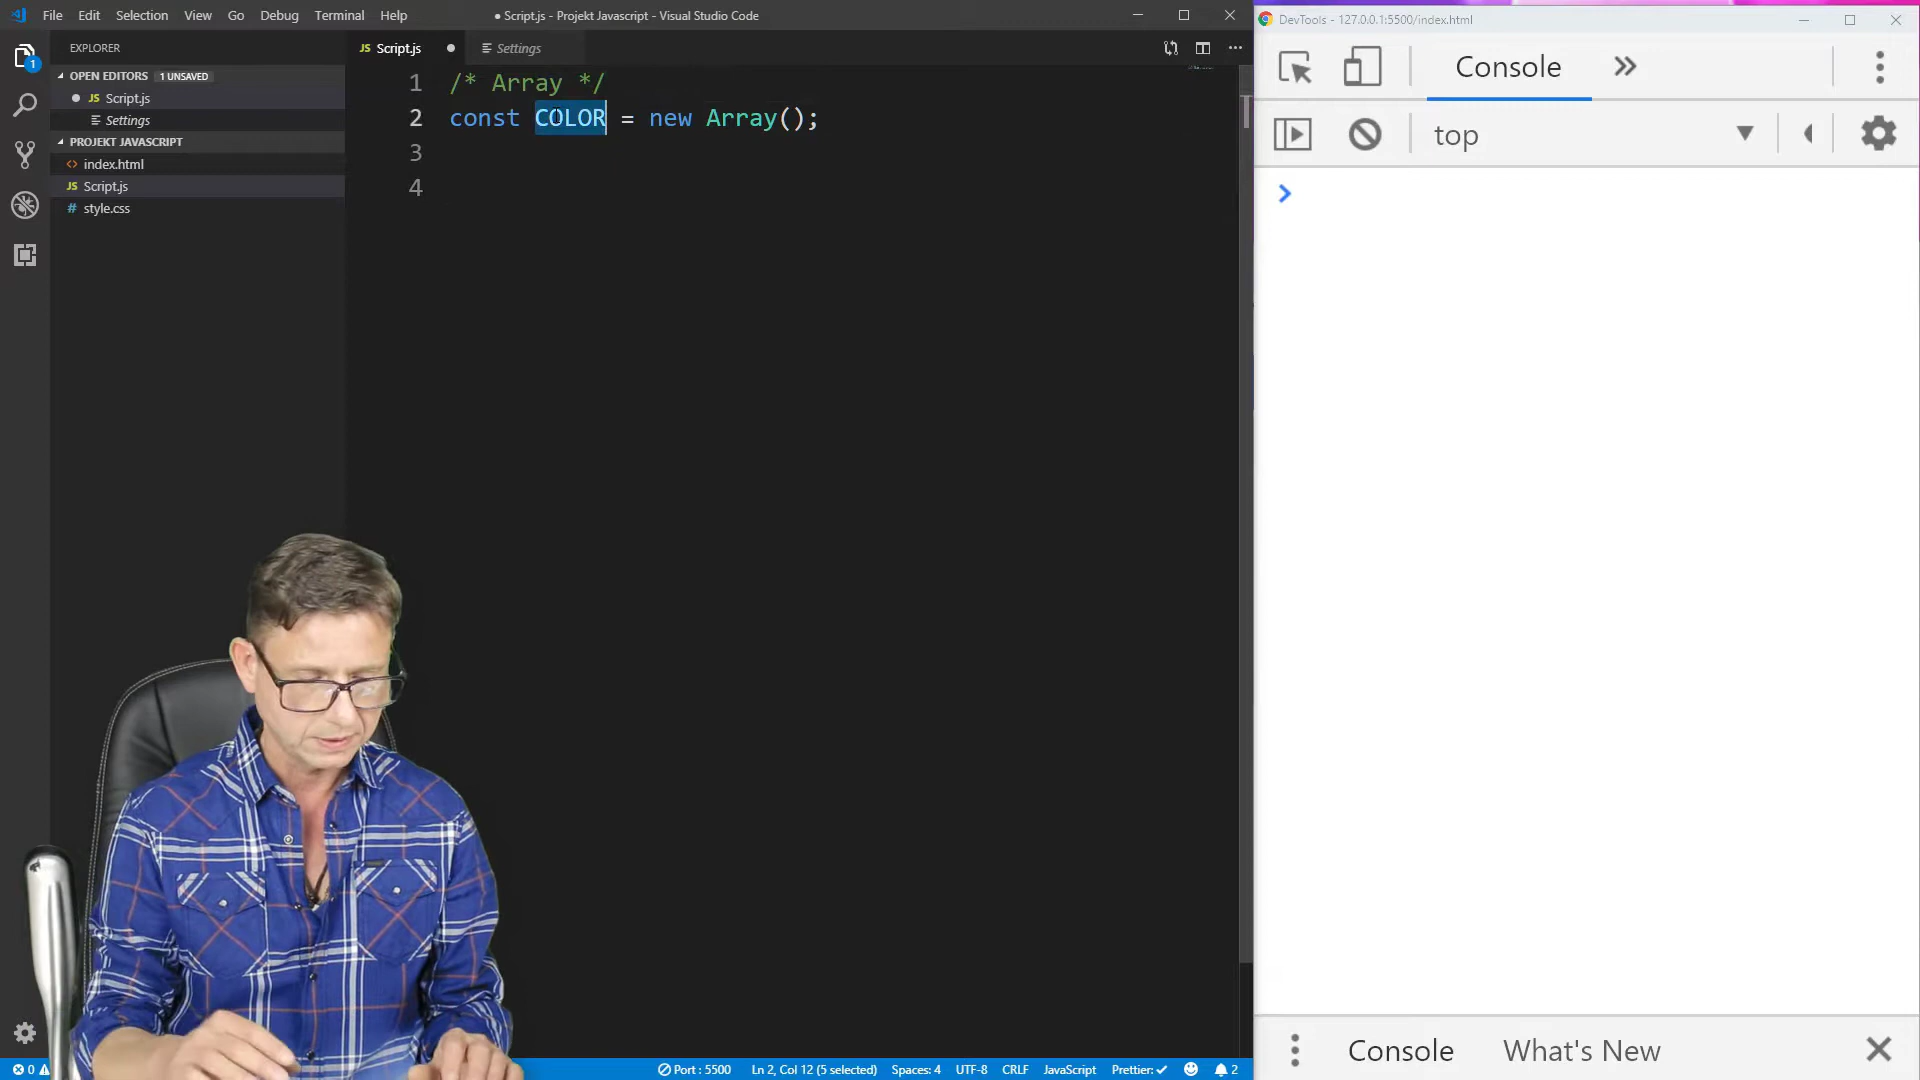 File Edit Selection View Go Debug Terminal Help
● Script.js - Projekt Javascript - Visual Studio Code
DevTools - 127.0.0.1:5500/index.html
EXPLORER
JS Script.js
Settings
OPEN EDITORS 1 UNSAVED
JS Script.js
Settings
PROJEKT JAVASCRIPT
<> index.html
JS Script.js
# style.css
1
1 /* Array */
2 const COLOR = new Array();
3
4
Console
top
0
Port : 5500
Ln 2, Col 12 (5 selected)
Spaces: 4
UTF-8
CRLF
JavaScript
Prettier: ✓
2
Console
What's New